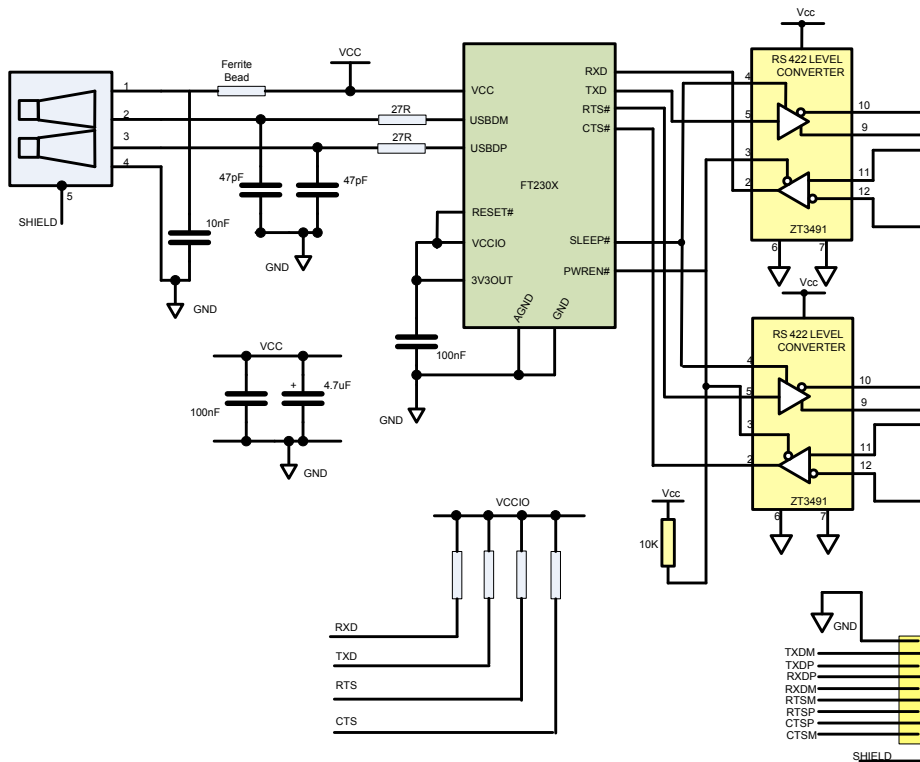 Vcc
RS 422 LEVEL
CONVERTER
4
5
3
2
10
9
11
12
ZT3491
6
7
Ferrite
Bead
VCC
1
2
3
4
5
SHIELD
27R
27R
47pF
47pF
10nF
GND
GND
VCC
USBDM
USBDP
FT230X
RESET#
VCCIO
3V3OUT
AGND
GND
RXD
TXD
RTS#
CTS#
SLEEP#
PWREN#
100nF
GND
VCC
100nF
+
4.7uF
GND
Vcc
RS 422 LEVEL
CONVERTER
4
5
3
2
10
9
11
12
ZT3491
6
7
Vcc
10K
VCCIO
RXD
TXD
RTS
CTS
GND
TXDM
TXDP
RXDP
RXDM
RTSM
RTSP
CTSP
CTSM
SHIELD